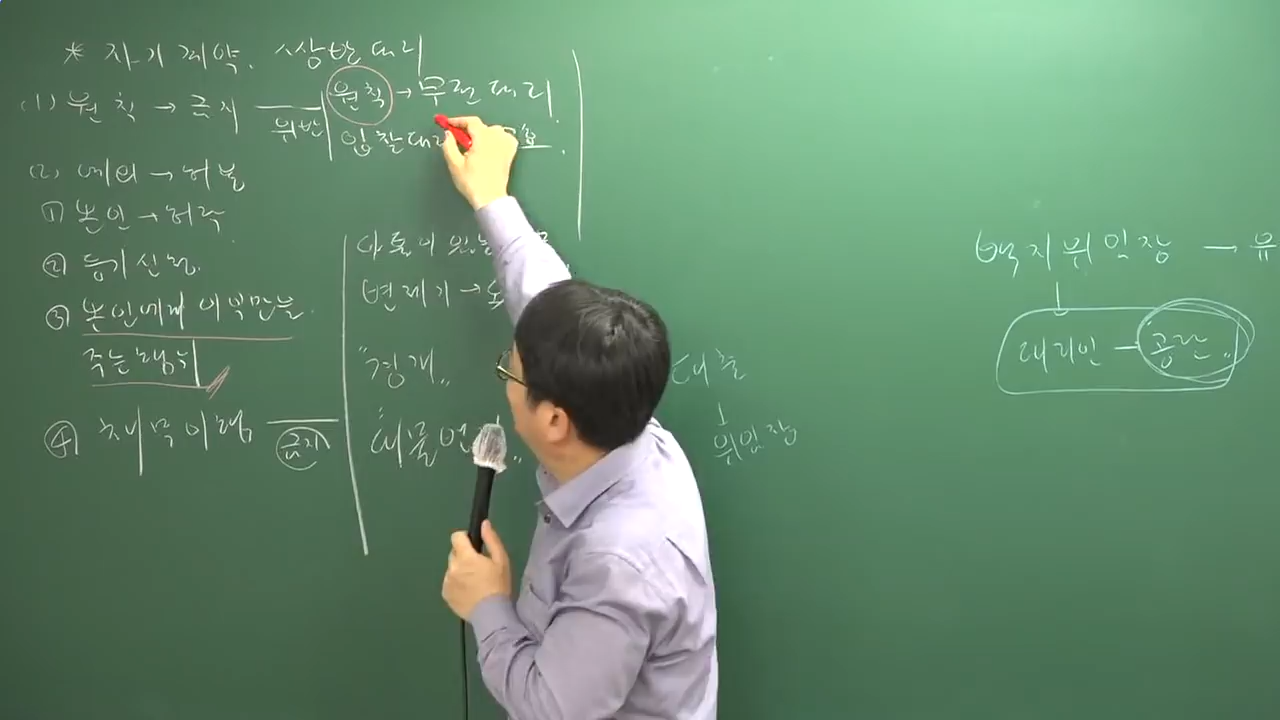 * 자기계약. 쌍방대리
(1) 원칙 → 금지 위반 원칙 → 무권대리.
입찰대리 무효.
(2) 예외 → 허용
① 본인 → 허락
② 등기신청.
③ 본인에게 이익만을
주는 행위
④ 채무이행 금지
다툼이 있는
변제기 →
"경개"
"대물변
대출
위임장
백지위임장 → 유
대리인 - 공란"